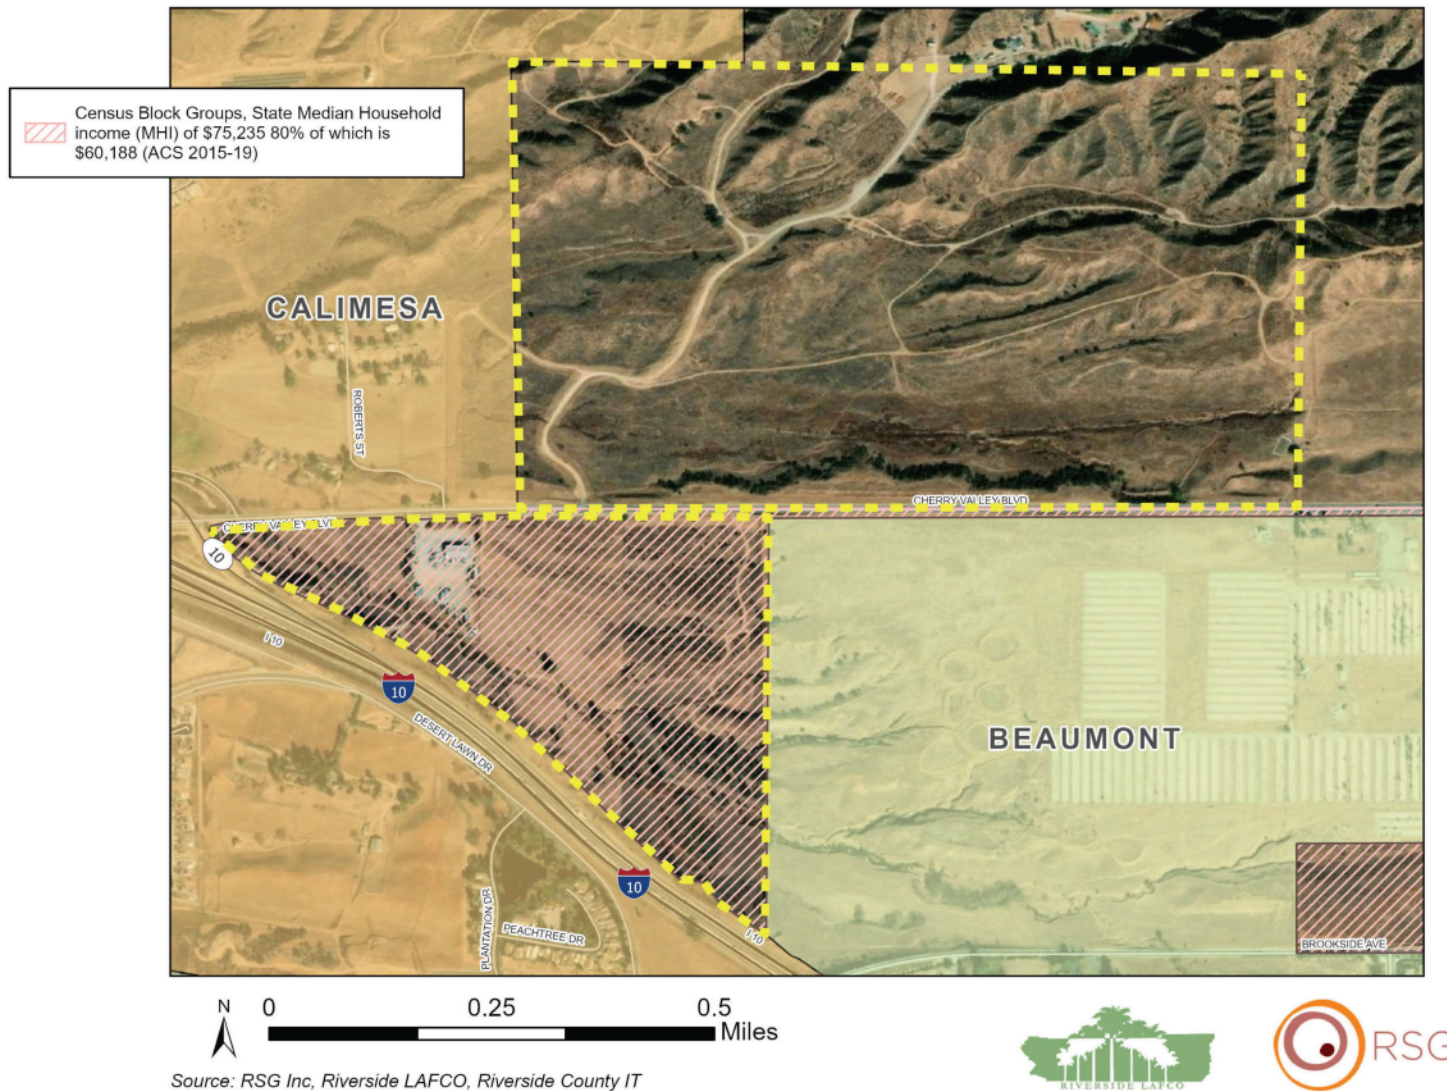 Census Block Groups, State Median Household
income (MHI) of $75,235 80% of which is
$60,188 (ACS 2015-19)
CALIMESA
ROBERTS ST
CHERRY VALLEY BLVD
CHERRY VALLEY BLVD
10
I 10
10
DESERT LAWN DR
BEAUMONT
10
PLANTATION DR
PEACHTREE DR
I 10
BROOKSIDE AVE
N
0 0.25 0.5
Miles
RIVERSIDE LAFCO
RSG
Source: RSG Inc, Riverside LAFCO, Riverside County IT